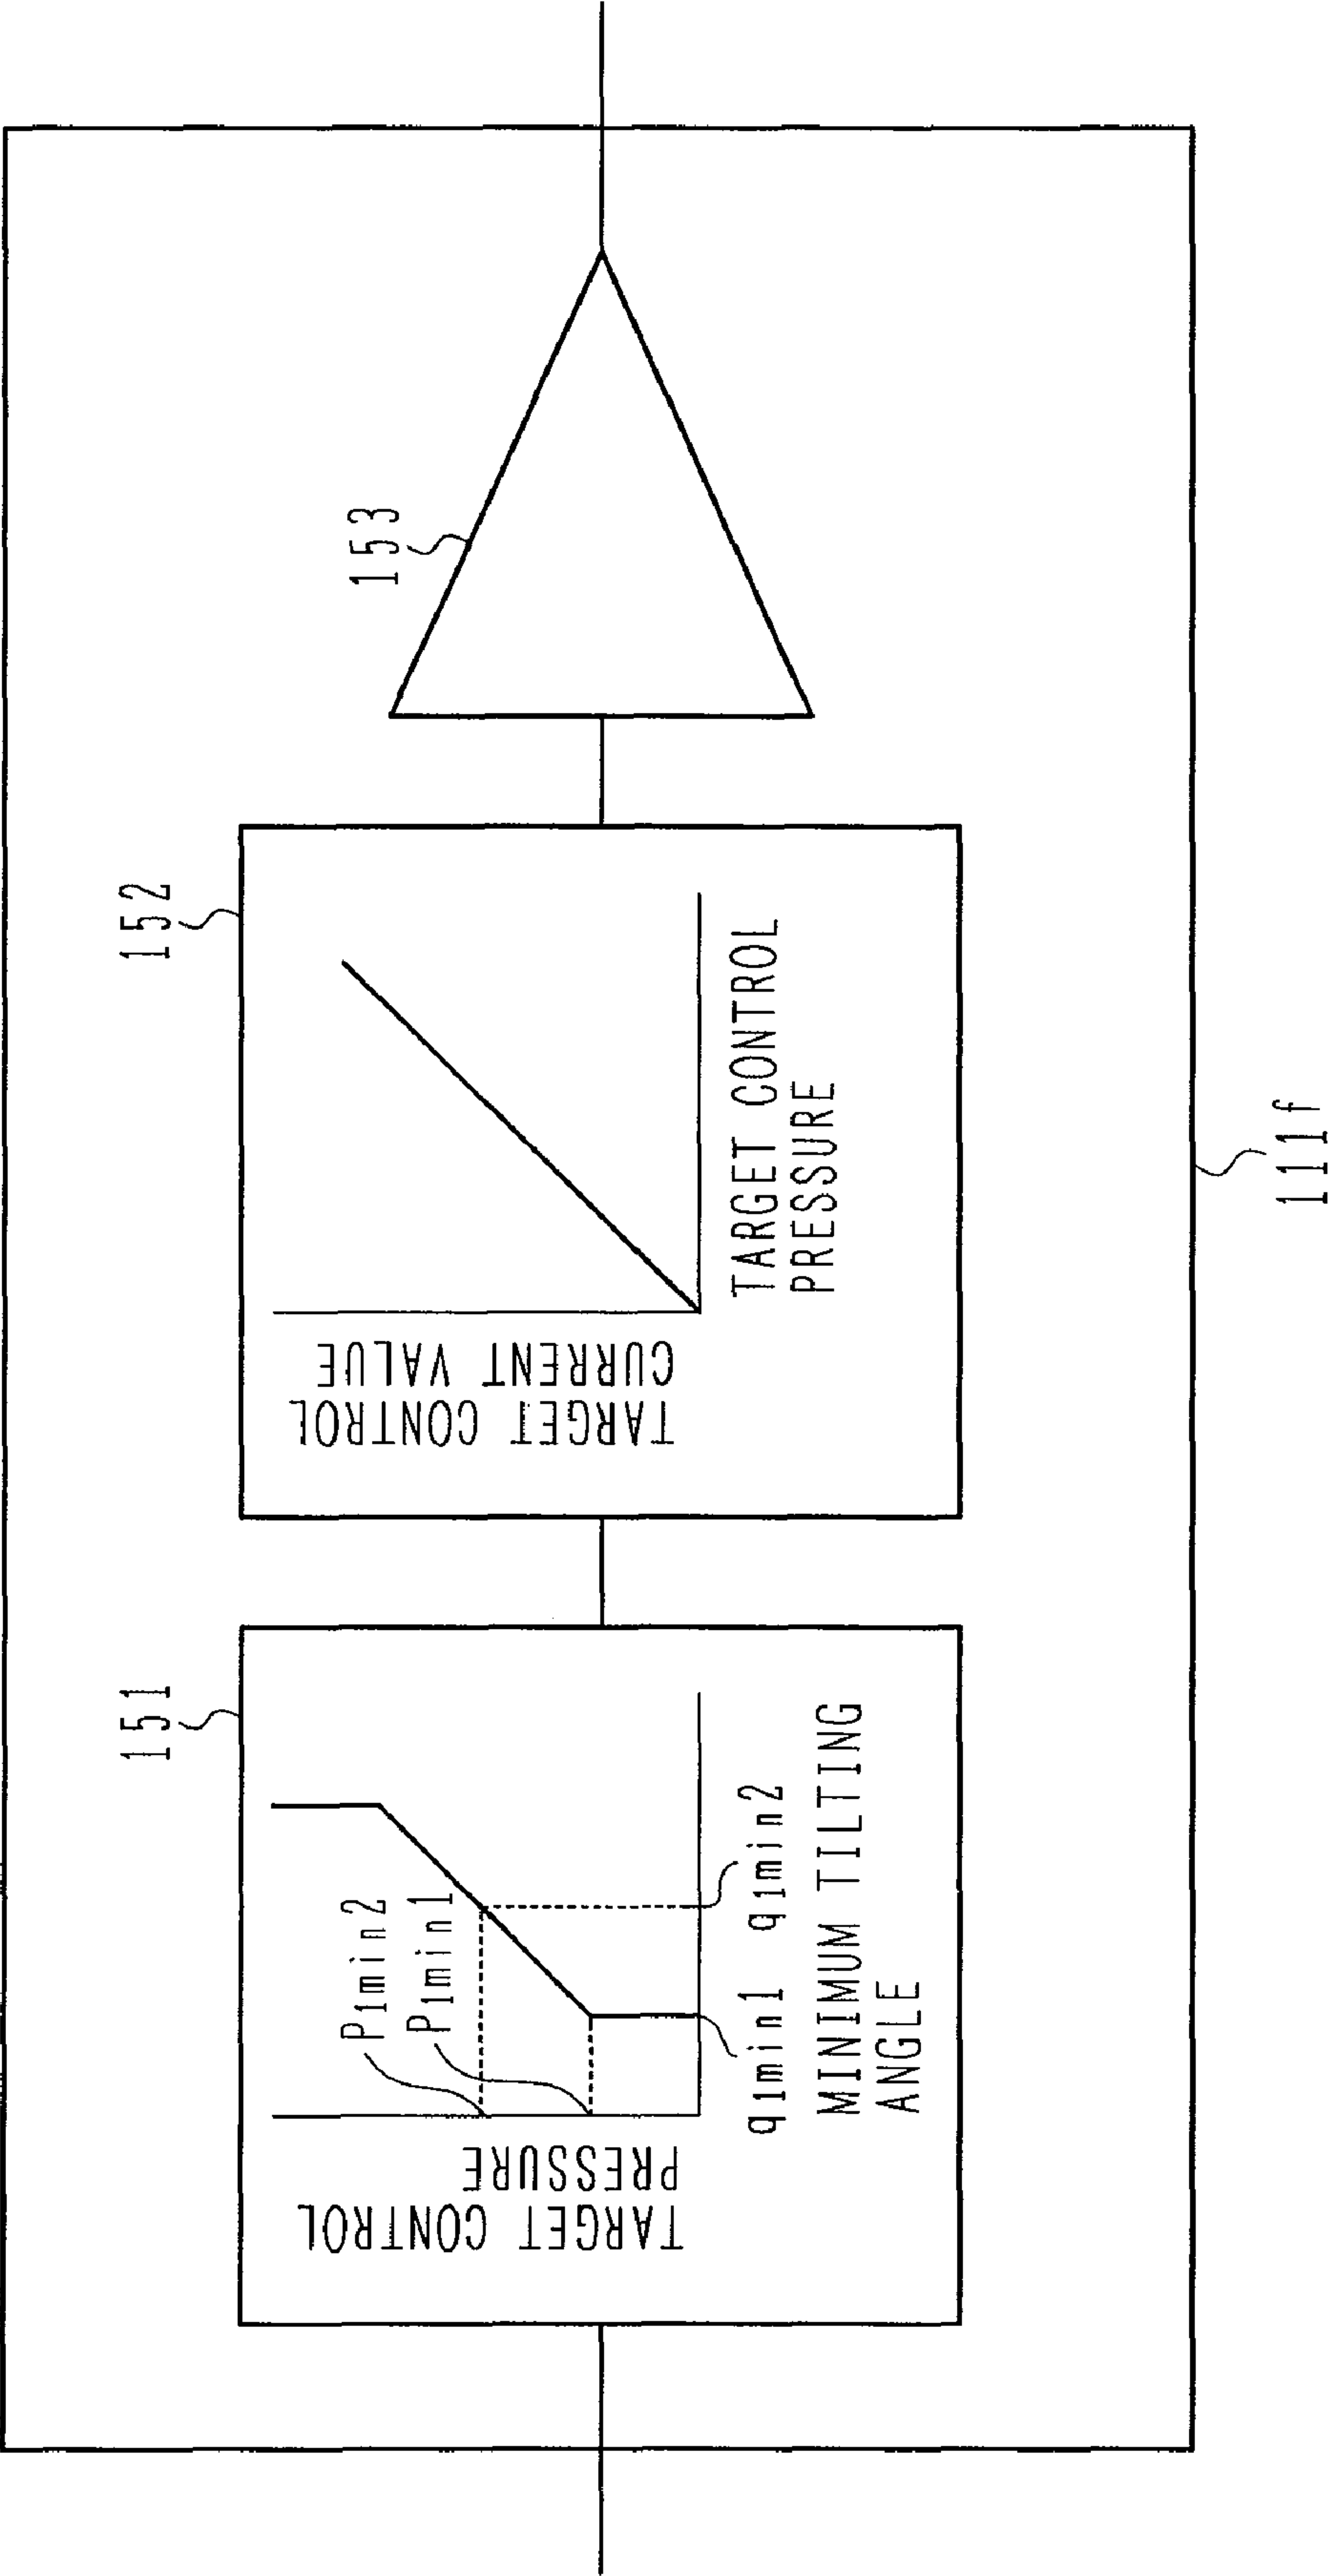 151
TARGET CONTROL
PRESSURE
P1min2
P1min1
q1min1 q1min2
MINIMUM TILTING
ANGLE
152
TARGET CONTROL
CURRENT VALUE
TARGET CONTROL
PRESSURE
153
111f